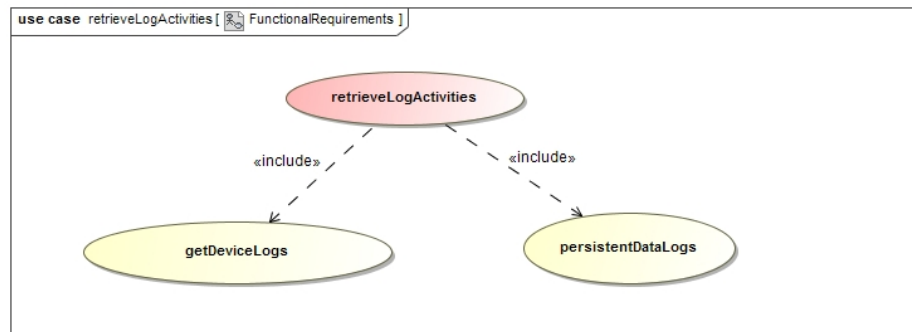 use case retrieveLogActivities [ FunctionalRequirements ]
retrieveLogActivities
«include»
«include»
getDeviceLogs
persistentDataLogs